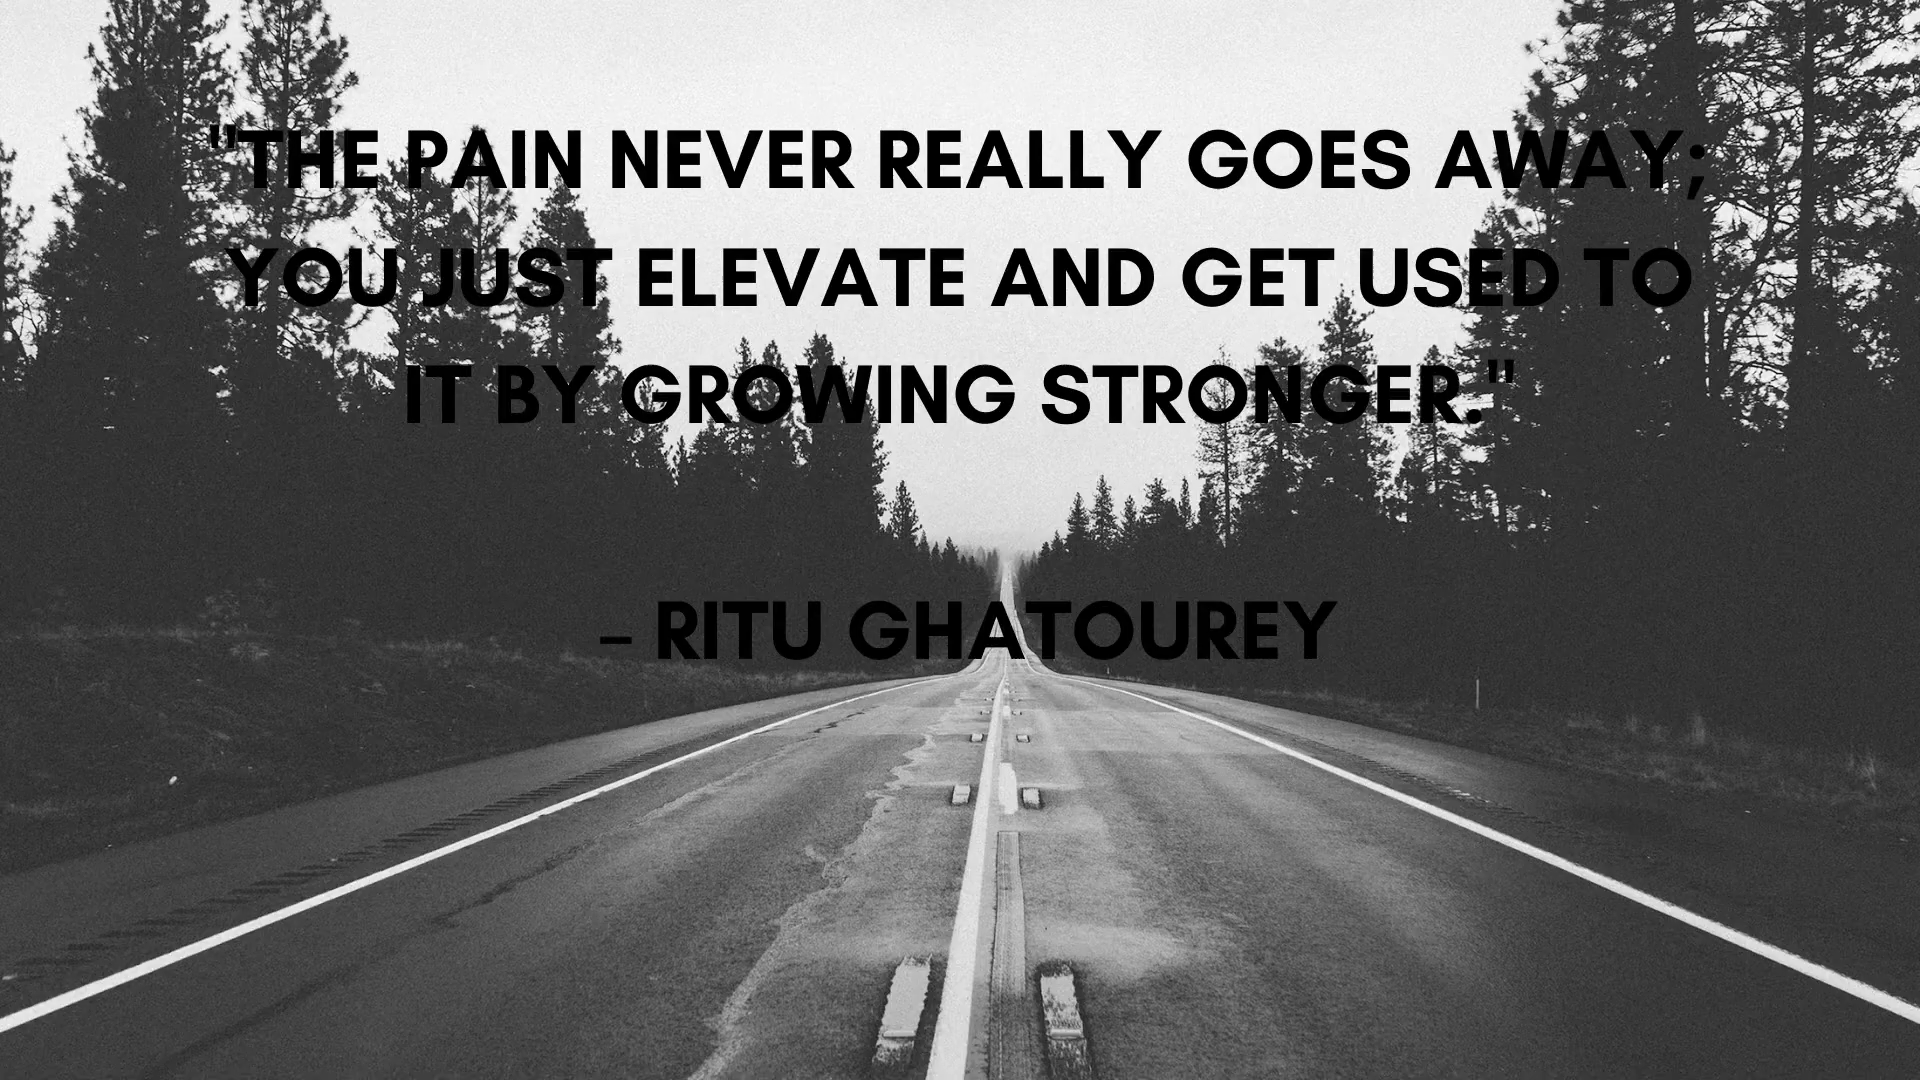 "THE PAIN NEVER REALLY GOES AWAY;
YOU JUST ELEVATE AND GET USED TO
IT BY GROWING STRONGER."
– RITU GHATOUREY